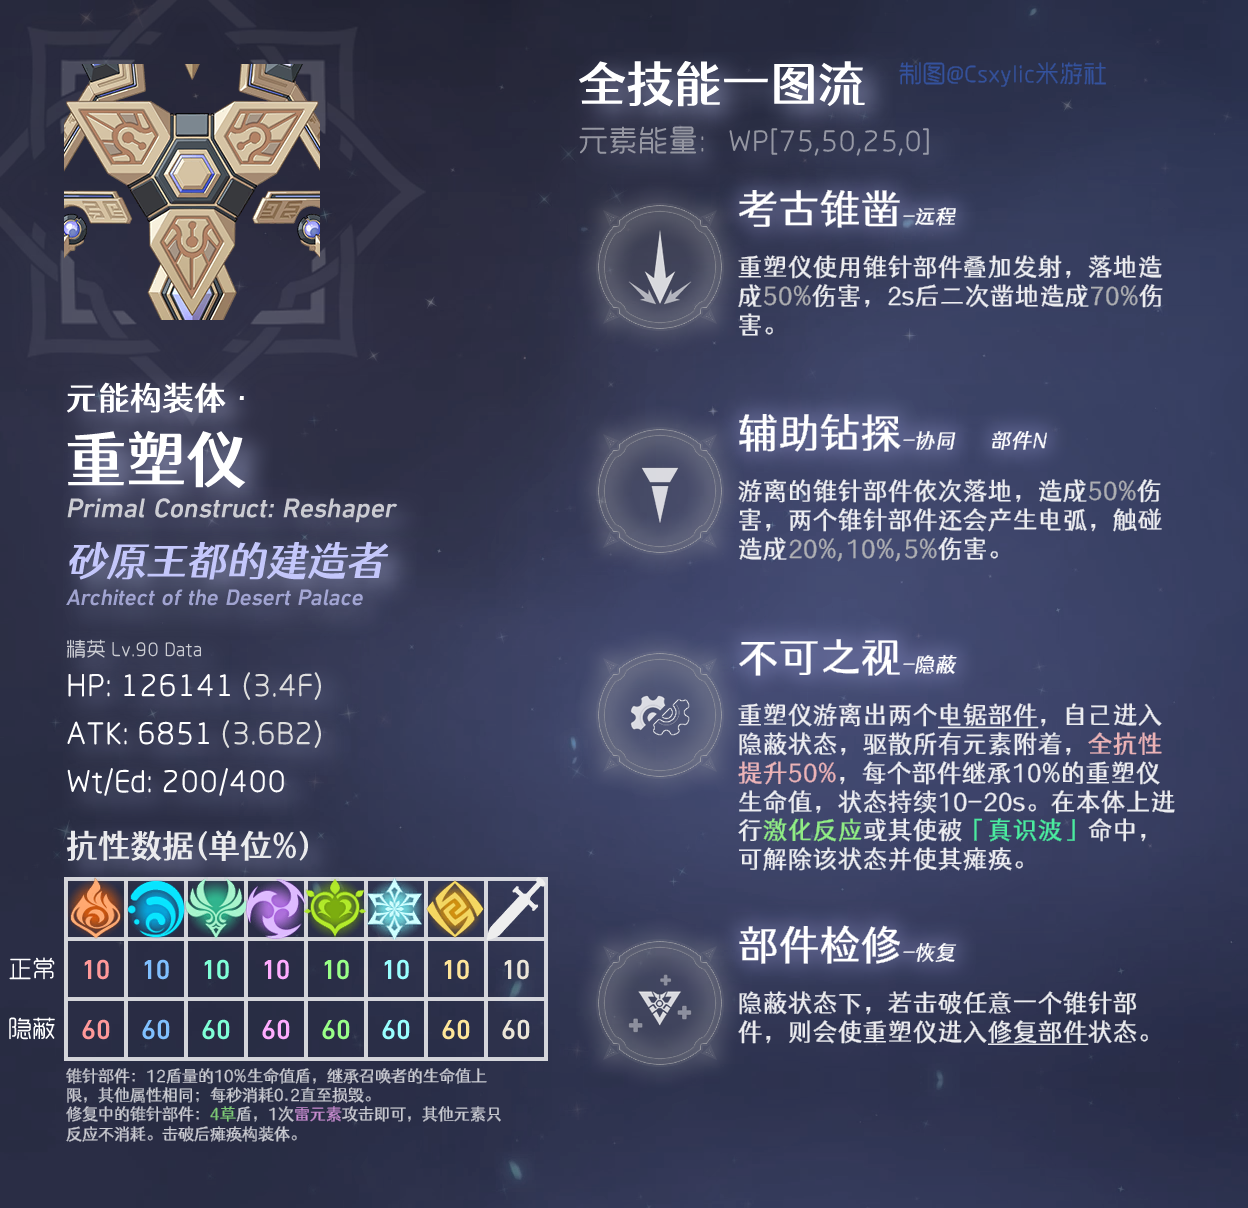 全技能一图流
制图@Csxylic米游社
元素能量: WP[75,50,25,0]
考古锥凿-远程
重塑仪使用锥针部件叠加发射，落地造
成50%伤害，2s后二次凿地造成70%伤
害。
元能构装体·
重塑仪
Primal Construct: Reshaper
砂原王都的建造者
Architect of the Desert Palace
精英 Lv.90 Data
HP: 126141 (3.4F)
ATK: 6851 (3.6B2)
Wt/Ed: 200/400
辅助钻探-协同 部件N
游离的锥针部件依次落地，造成50%伤
害，两个锥针部件还会产生电弧，触碰
造成20%,10%,5%伤害。
不可之视-隐蔽
重塑仪游离出两个电锯部件，自己进入
隐蔽状态，驱散所有元素附着，全抗性
提升50%，每个部件继承10%的重塑仪
生命值，状态持续10-20s。在本体上进
行激化反应或其使被「真识波」命中，
可解除该状态并使其瘫痪。
抗性数据(单位%)
正常 10 10 10 10 10 10 10 10
隐蔽 60 60 60 60 60 60 60 60
锥针部件：12盾量的10%生命值盾，继承召唤者的生命值上
限，其他属性相同；每秒消耗0.2直至损毁。
修复中的锥针部件：4草盾，1次雷元素攻击即可，其他元素只
反应不消耗。击破后瘫痪构装体。
部件检修-恢复
隐蔽状态下，若击破任意一个锥针部
件，则会使重塑仪进入修复部件状态。